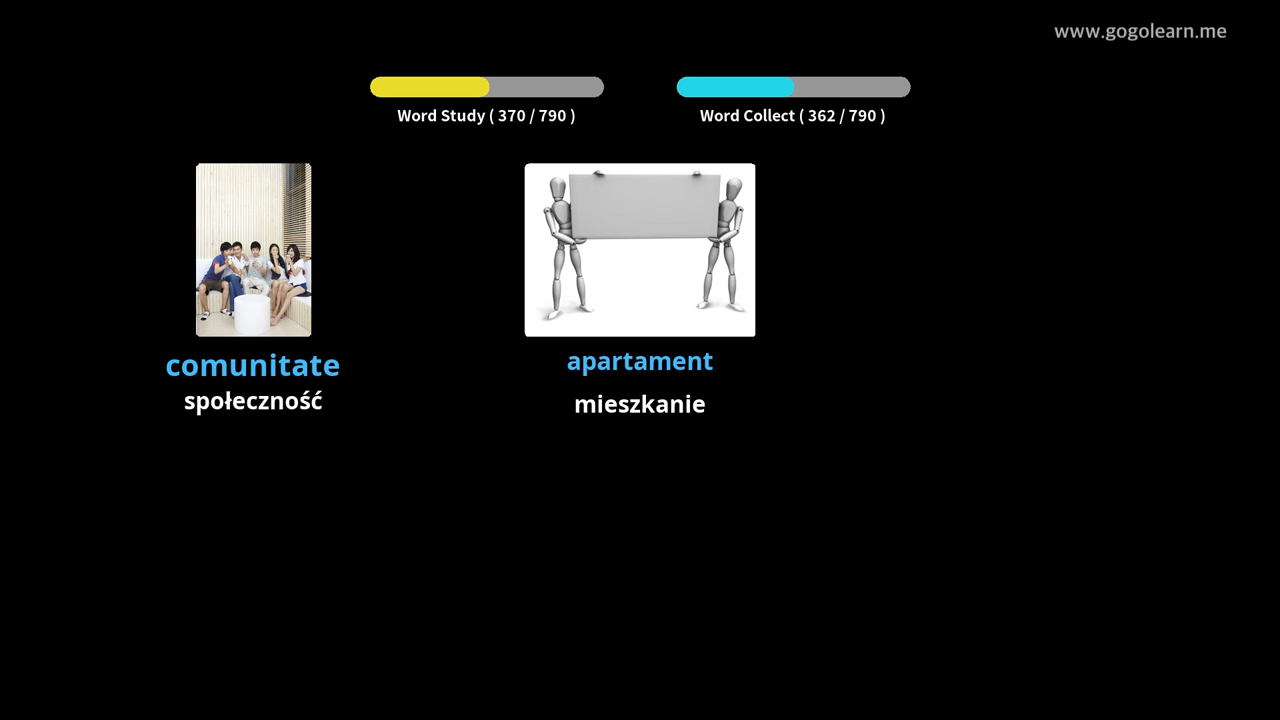 www.gogolearn.me
Word Study ( 370 / 790 )
Word Collect ( 362 / 790 )
comunitate
społeczność
apartament
mieszkanie